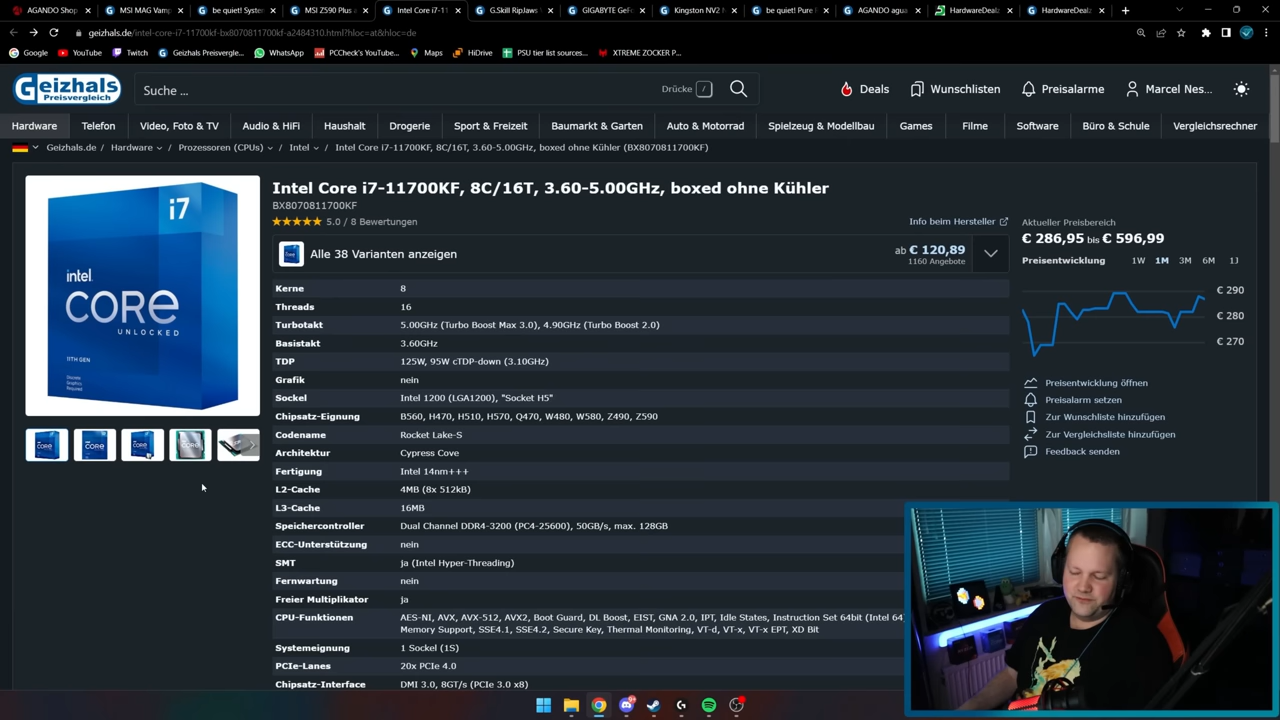 AGANDO Shop
MSI MAG Vamp
be quiet! Syster
MSI Z590 Plus a
Intel Core i7-11
G.Skill RipJaws
GIGABYTE GeFo
Kingston NV2 N
be quiet! Pure
AGANDO agua
HardwareDealz
HardwareDealz
geizhals.de/intel-core-i7-11700kf-bx8070811700kf-a2484310.html?hloc=at&hloc=de
Google
YouTube
Twitch
Geizhals Preisvergle...
WhatsApp
PCCheck's YouTube...
Maps
HiDrive
PSU tier list sources...
XTREME ZOCKER P...
Geizhals
Preisvergleich
Suche ...
Drücke /
Deals
Wunschlisten
Preisalarme
Marcel Nes...
Hardware
Telefon
Video, Foto & TV
Audio & HiFi
Haushalt
Drogerie
Sport & Freizeit
Baumarkt & Garten
Auto & Motorrad
Spielzeug & Modellbau
Games
Filme
Software
Büro & Schule
Vergleichsrechner
Geizhals.de / Hardware / Prozessoren (CPUs) / Intel / Intel Core i7-11700KF, 8C/16T, 3.60-5.00GHz, boxed ohne Kühler (BX8070811700KF)
i7
intel.
CORE
UNLOCKED
11TH GEN
Discrete
Graphics
Required
Intel Core i7-11700KF, 8C/16T, 3.60-5.00GHz, boxed ohne Kühler
BX8070811700KF
5.0 / 8 Bewertungen
Info beim Hersteller
Alle 38 Varianten anzeigen
ab € 120,89
1160 Angebote
Aktueller Preisbereich
€ 286,95 bis € 596,99
Preisentwicklung 1W 1M 3M 6M 1J
€ 290
€ 280
€ 270
Preisentwicklung öffnen
Preisalarm setzen
Zur Wunschliste hinzufügen
Zur Vergleichsliste hinzufügen
Feedback senden
Kerne 8
Threads 16
Turbotakt 5.00GHz (Turbo Boost Max 3.0), 4.90GHz (Turbo Boost 2.0)
Basistakt 3.60GHz
TDP 125W, 95W cTDP-down (3.10GHz)
Grafik nein
Sockel Intel 1200 (LGA1200), "Socket H5"
Chipsatz-Eignung B560, H470, H510, H570, Q470, W480, W580, Z490, Z590
Codename Rocket Lake-S
Architektur Cypress Cove
Fertigung Intel 14nm+++
L2-Cache 4MB (8x 512kB)
L3-Cache 16MB
Speichercontroller Dual Channel DDR4-3200 (PC4-25600), 50GB/s, max. 128GB
ECC-Unterstützung nein
SMT ja (Intel Hyper-Threading)
Fernwartung nein
Freier Multiplikator ja
CPU-Funktionen AES-NI, AVX, AVX-512, AVX2, Boot Guard, DL Boost, EIST, GNA 2.0, IPT, Idle States, Instruction Set 64bit (Intel 64)
Memory Support, SSE4.1, SSE4.2, Secure Key, Thermal Monitoring, VT-d, VT-x, VT-x EPT, XD Bit
Systemeignung 1 Sockel (1S)
PCIe-Lanes 20x PCIe 4.0
Chipsatz-Interface DMI 3.0, 8GT/s (PCIe 3.0 x8)